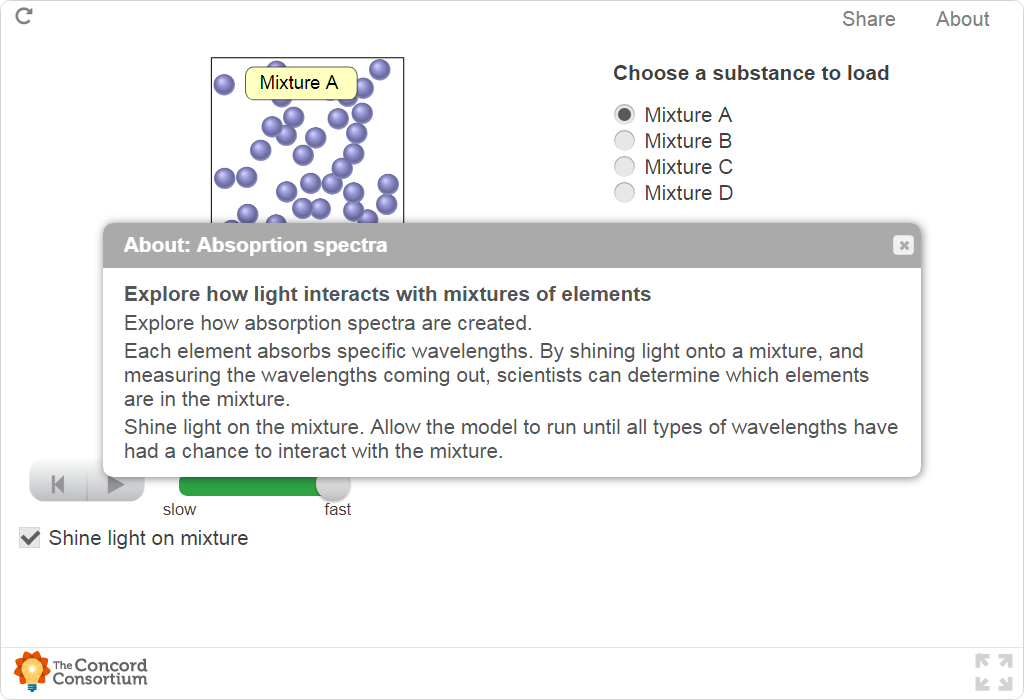 Share About
Mixture A
Choose a substance to load
Mixture A
Mixture B
Mixture C
Mixture D
About: Absoprtion spectra
Explore how light interacts with mixtures of elements
Explore how absorption spectra are created.
Each element absorbs specific wavelengths. By shining light onto a mixture, and
measuring the wavelengths coming out, scientists can determine which elements
are in the mixture.
Shine light on the mixture. Allow the model to run until all types of wavelengths have
had a chance to interact with the mixture.
slow fast
Shine light on mixture
The Concord
Consortium